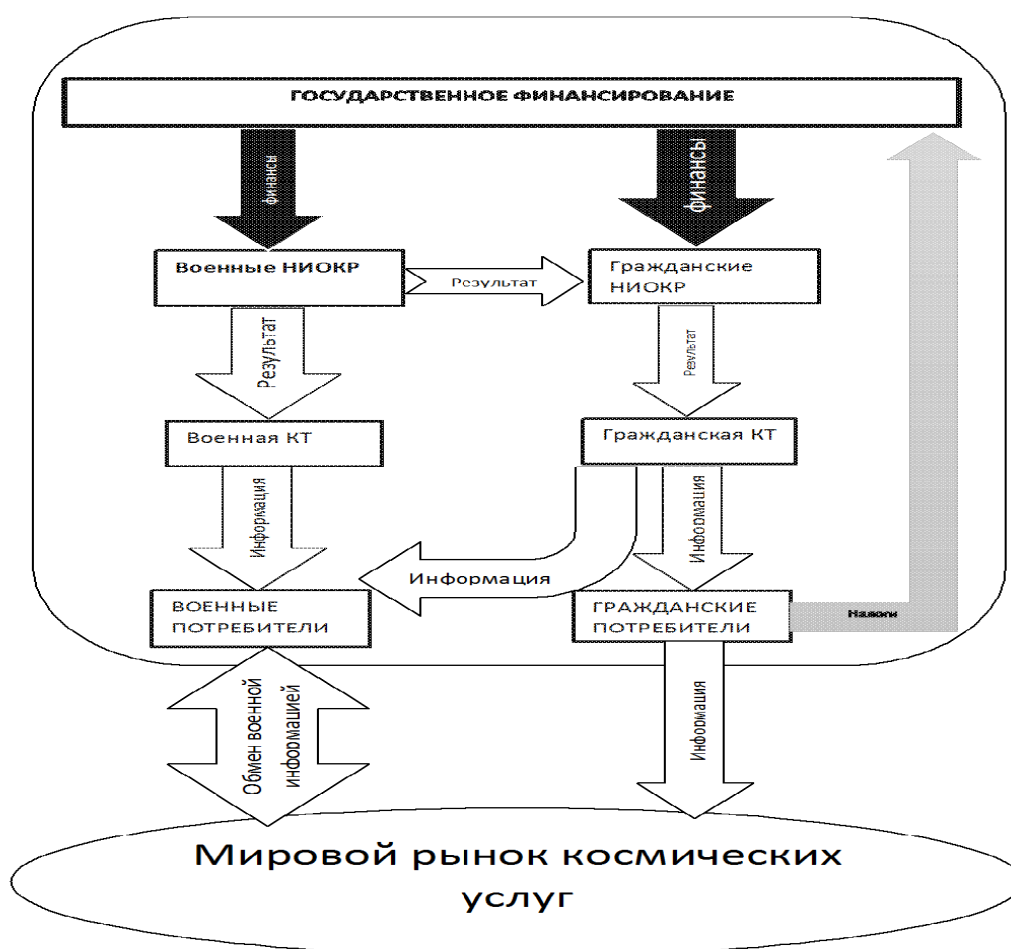 ГОСУДАРСТВЕННОЕ ФИНАНСИРОВАНИЕ
финансы
финансы
Военные НИОКР
Результат
Гражданские
НИОКР
Результат
Результат
Военная КТ
Гражданская КТ
Информация
Информация
Информация
ВОЕННЫЕ
ПОТРЕБИТЕЛИ
ГРАЖДАНСКИЕ
ПОТРЕБИТЕЛИ
Налоги
Обмен военной
информацией
Информация
Мировой рынок космических
услуг